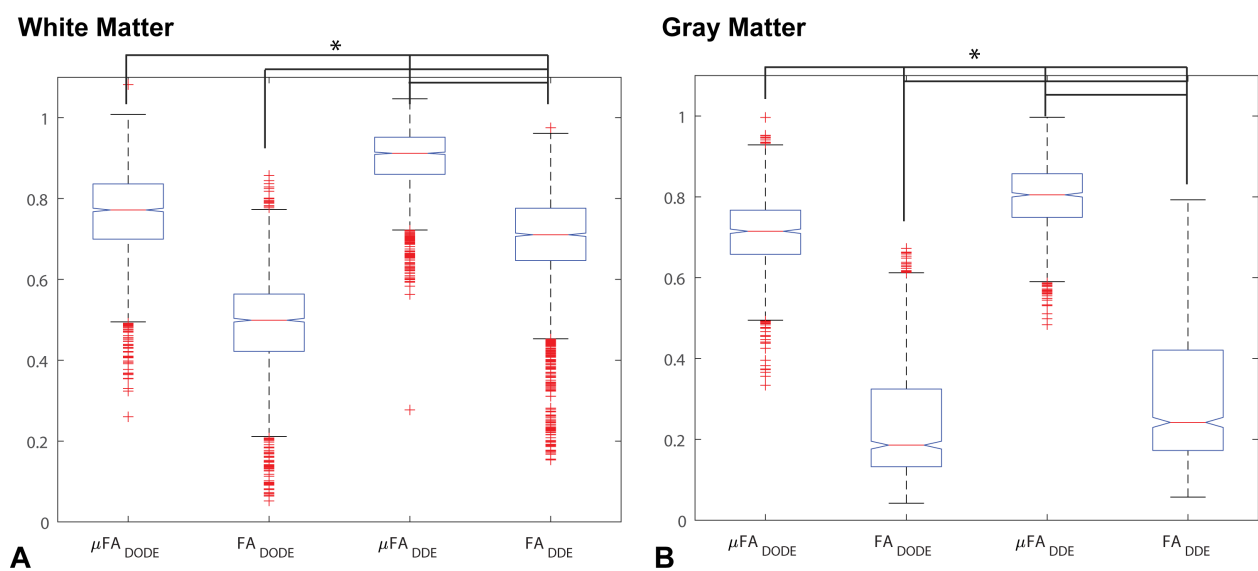 White Matter
*
1
0.8
0.6
0.4
0.2
0
μFA DODE
FA DODE
μFA DDE
FA DDE
A
Gray Matter
*
1
0.8
0.6
0.4
0.2
0
μFA DODE
FA DODE
μFA DDE
FA DDE
B